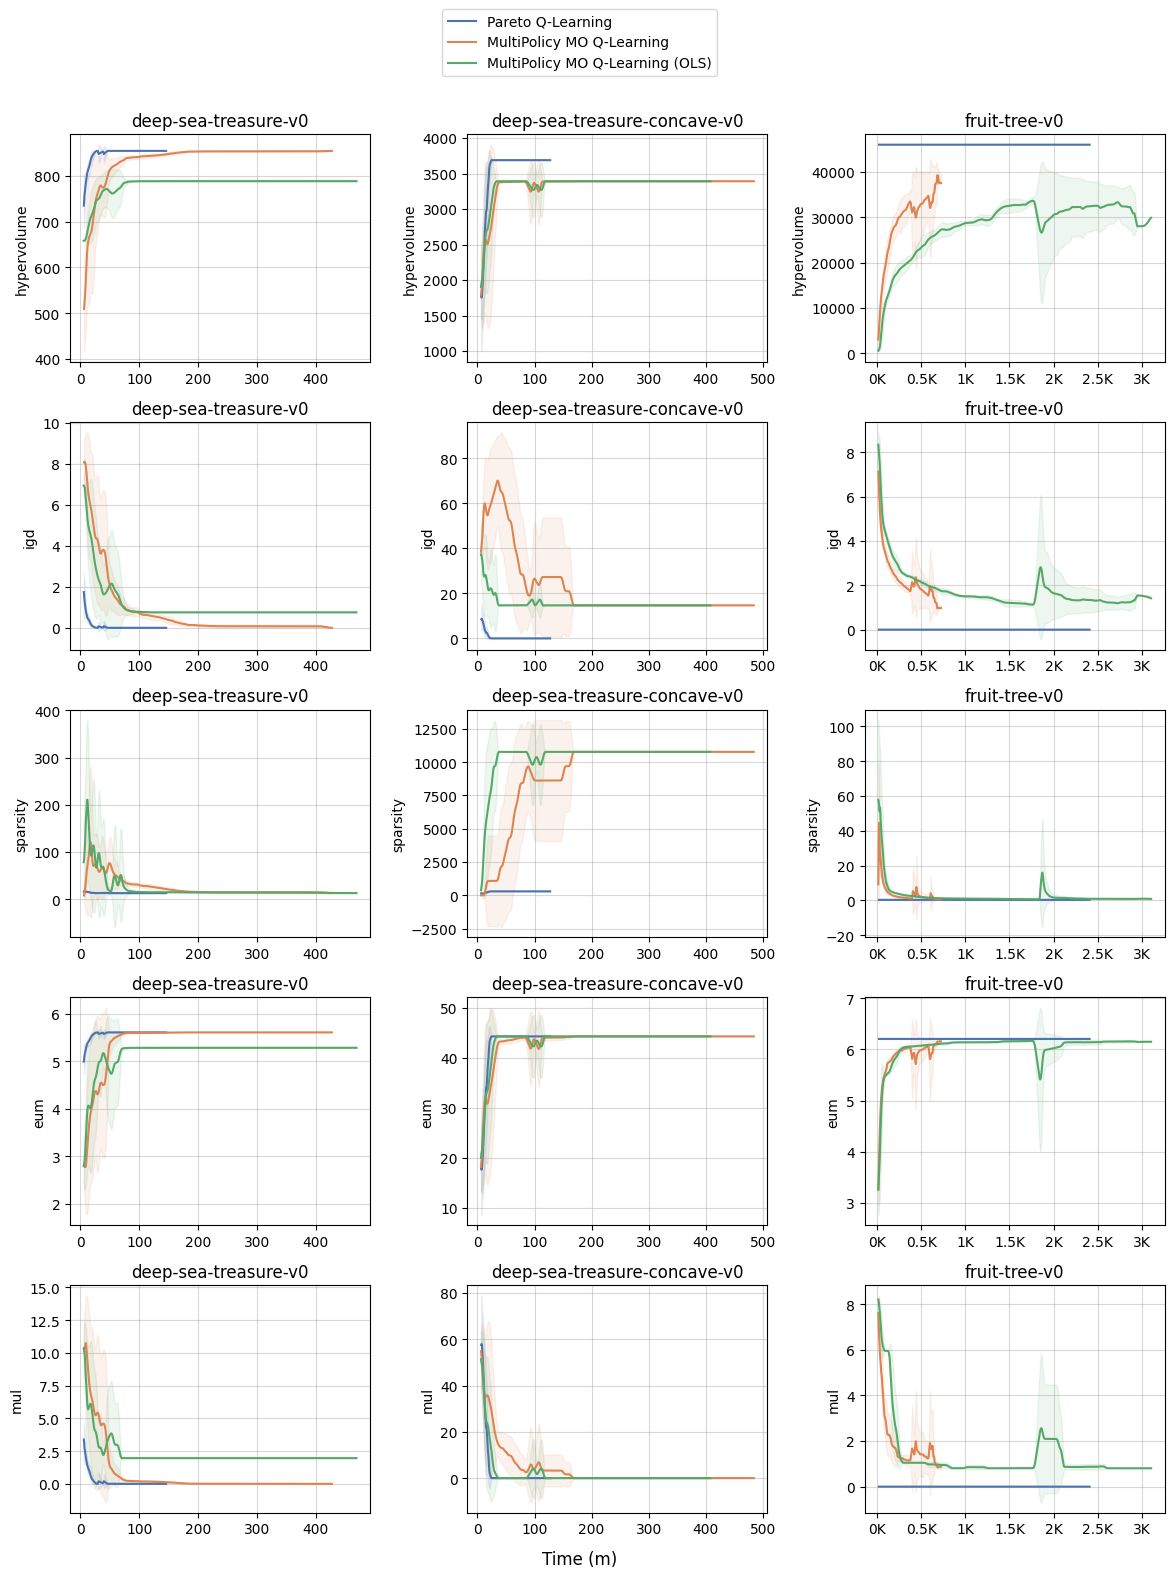 Pareto Q-Learning
MultiPolicy MO Q-Learning
MultiPolicy MO Q-Learning (OLS)
deep-sea-treasure-v0
hypervolume
800
700
600
500
400
0 100 200 300 400
deep-sea-treasure-concave-v0
hypervolume
4000
3500
3000
2500
2000
1500
1000
0 100 200 300 400 500
fruit-tree-v0
hypervolume
40000
30000
20000
10000
0
0K 0.5K 1K 1.5K 2K 2.5K 3K
deep-sea-treasure-v0
igd
10
8
6
4
2
0
0 100 200 300 400
deep-sea-treasure-concave-v0
igd
80
60
40
20
0
0 100 200 300 400 500
fruit-tree-v0
igd
8
6
4
2
0
0K 0.5K 1K 1.5K 2K 2.5K 3K
deep-sea-treasure-v0
sparsity
400
300
200
100
0
0 100 200 300 400
deep-sea-treasure-concave-v0
sparsity
12500
10000
7500
5000
2500
0
−2500
0 100 200 300 400 500
fruit-tree-v0
sparsity
100
80
60
40
20
0
−20
0K 0.5K 1K 1.5K 2K 2.5K 3K
deep-sea-treasure-v0
eum
6
5
4
3
2
0 100 200 300 400
deep-sea-treasure-concave-v0
eum
50
40
30
20
10
0 100 200 300 400 500
fruit-tree-v0
eum
7
6
5
4
3
0K 0.5K 1K 1.5K 2K 2.5K 3K
deep-sea-treasure-v0
mul
15.0
12.5
10.0
7.5
5.0
2.5
0.0
0 100 200 300 400
deep-sea-treasure-concave-v0
mul
80
60
40
20
0
0 100 200 300 400 500
fruit-tree-v0
mul
8
6
4
2
0
0K 0.5K 1K 1.5K 2K 2.5K 3K
Time (m)